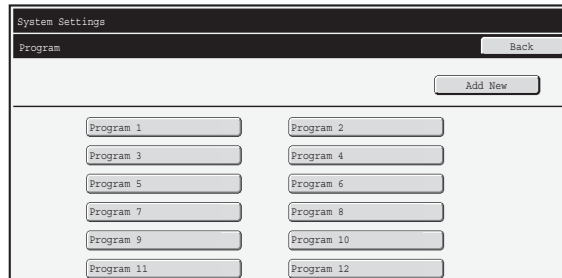 System Settings
Program Back
Add New
Program 1 Program 2
Program 3 Program 4
Program 5 Program 6
Program 7 Program 8
Program 9 Program 10
Program 11 Program 12